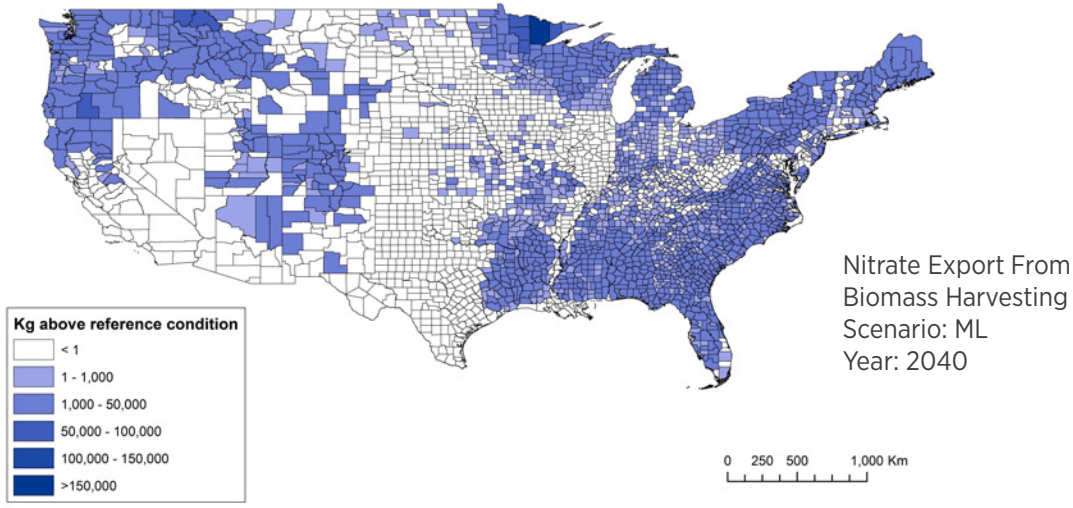 Nitrate Export From
Biomass Harvesting
Scenario: ML
Year: 2040
Kg above reference condition
< 1
1 - 1,000
1,000 - 50,000
50,000 - 100,000
100,000 - 150,000
>150,000
0 250 500 1,000 Km